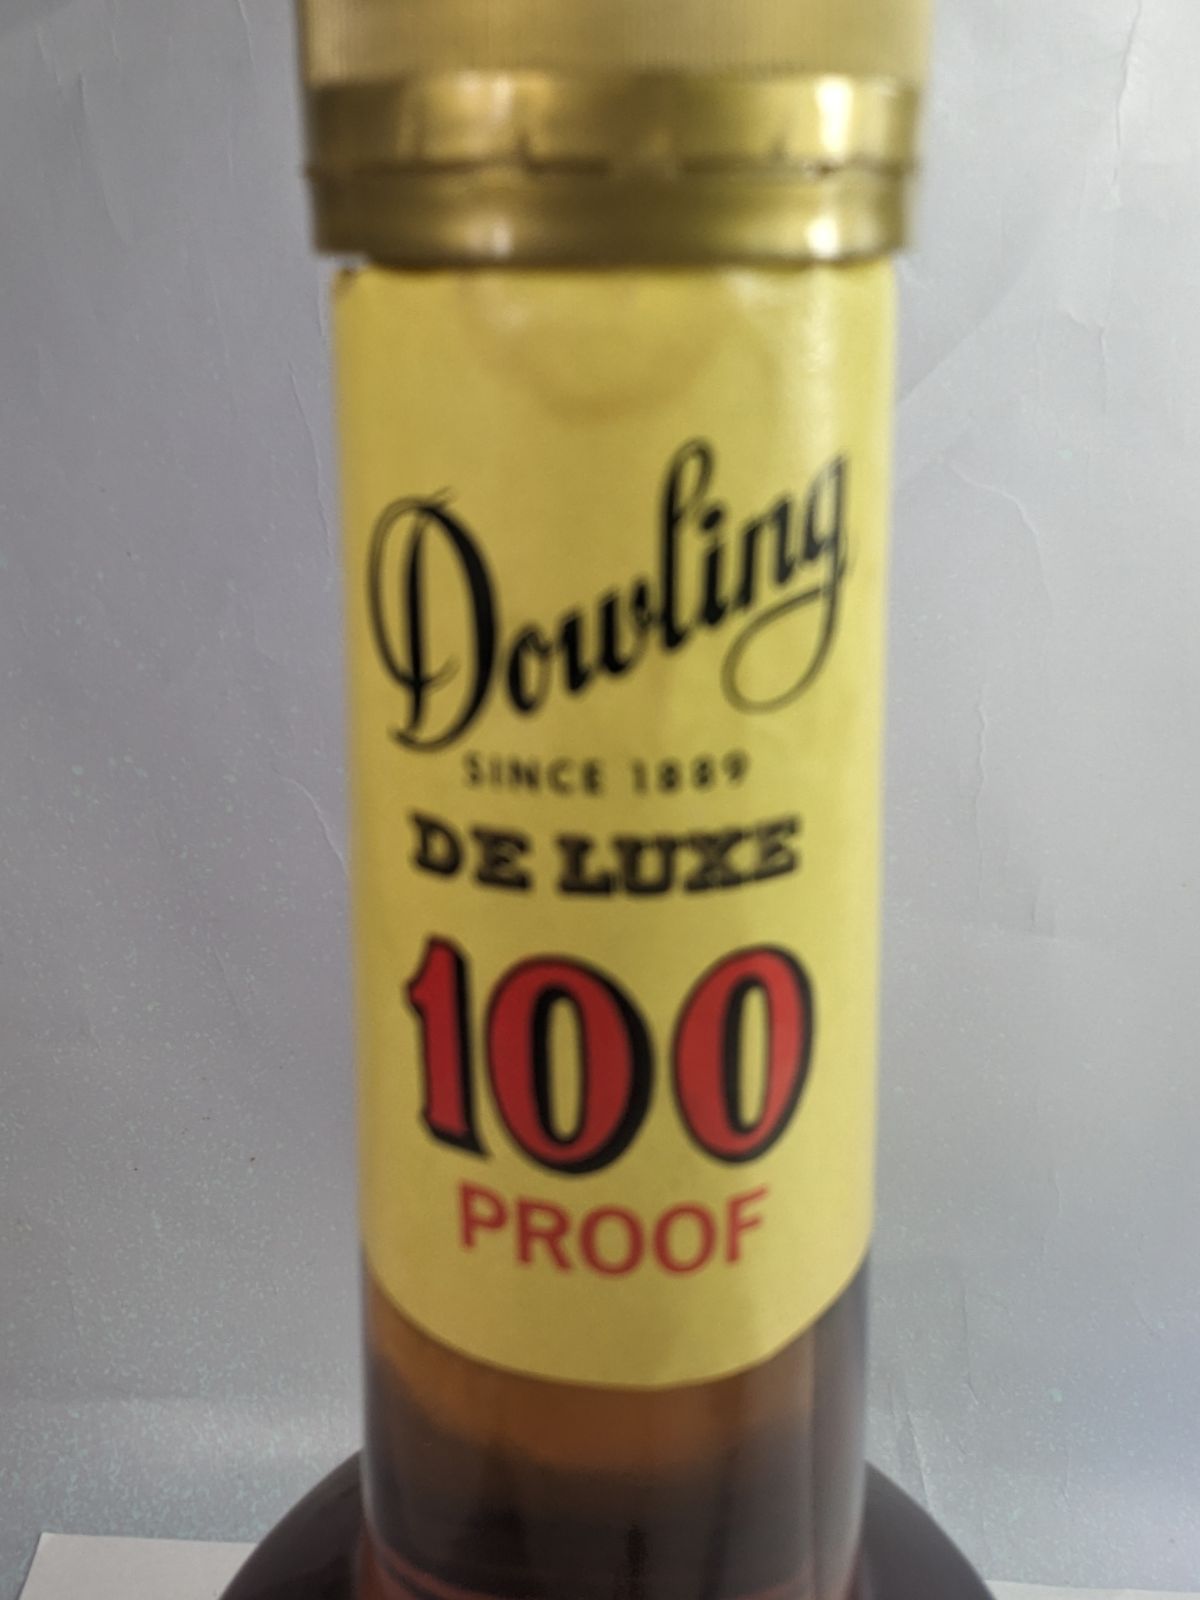 Dowling
SINCE 1889
DE LUXE
100
PROOF